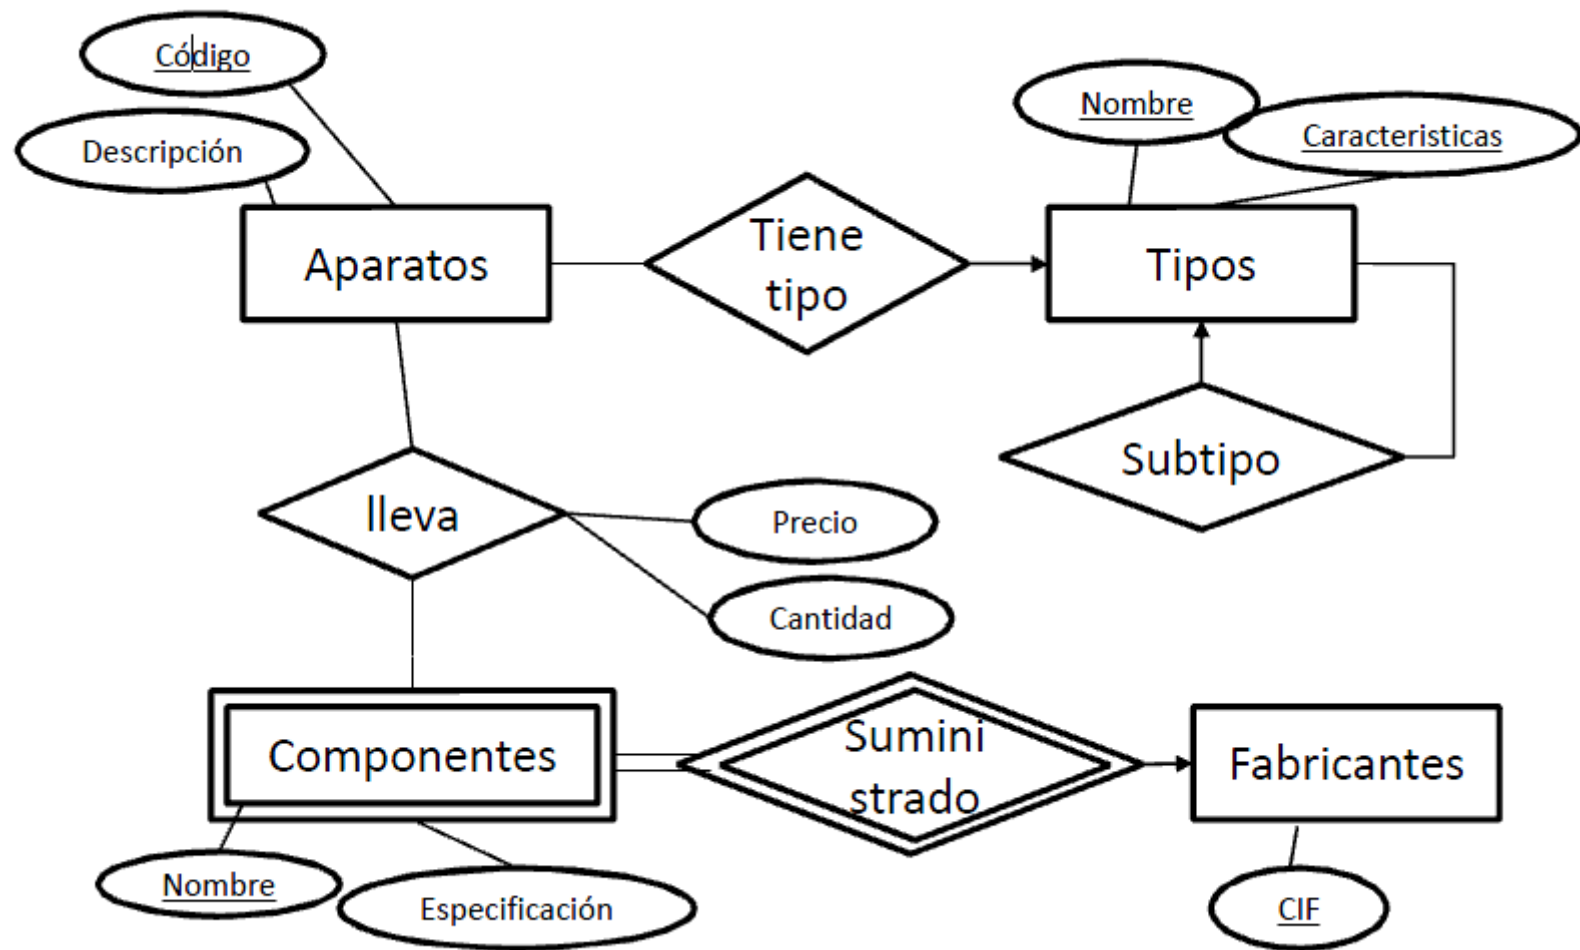 Código
Descripción
Nombre
Caracteristicas
Aparatos
Tiene
tipo
Tipos
Subtipo
lleva
Precio
Cantidad
Componentes
Sumini
strado
Fabricantes
Nombre
Especificación
CIF